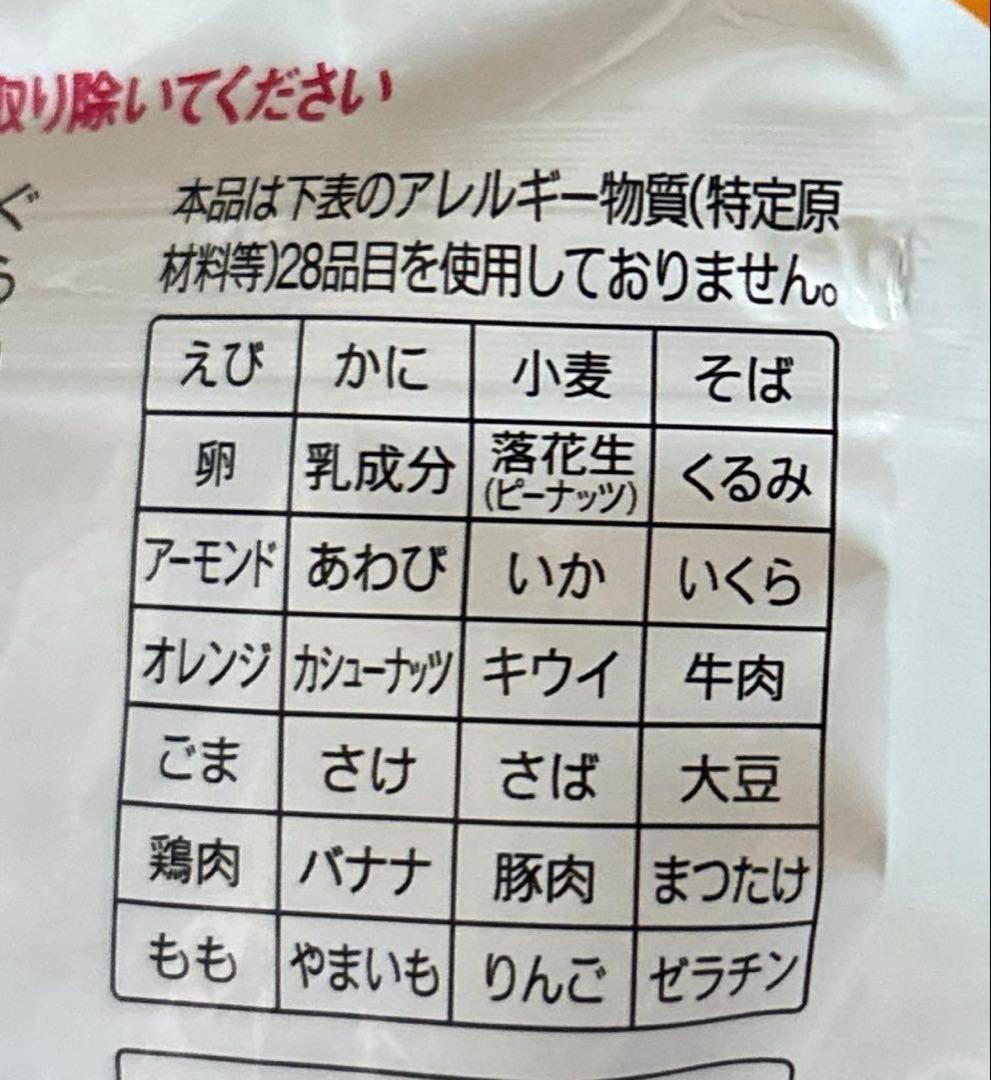 取り除いてください
ぐ
ら
本品は下表のアレルギー物質(特定原
材料等)28品目を使用しておりません。
えび かに 小麦 そば
卵 乳成分 落花生(ピーナッツ) くるみ
アーモンド あわび いか いくら
オレンジ カシューナッツ キウイ 牛肉
ごま さけ さば 大豆
鶏肉 バナナ 豚肉 まつたけ
もも やまいも りんご ゼラチン